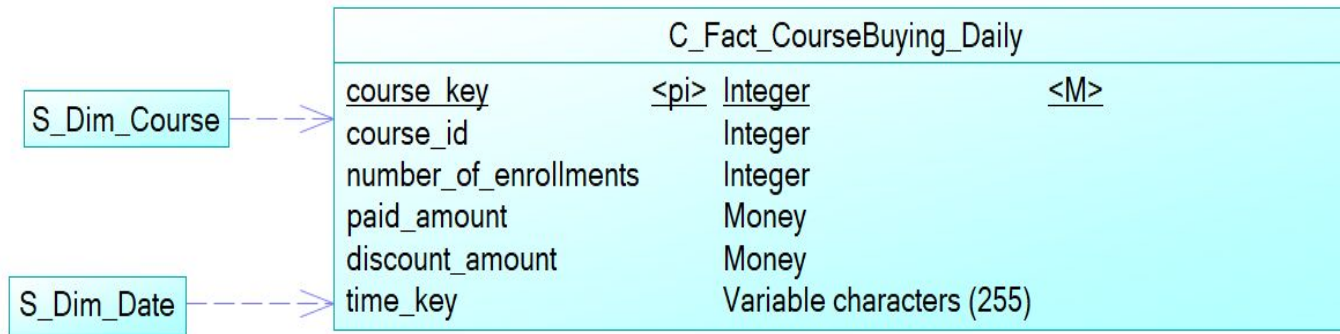 C_Fact_CourseBuying_Daily
course_key <pi> Integer <M>
S_Dim_Course
course_id Integer
number_of_enrollments Integer
paid_amount Money
discount_amount Money
S_Dim_Date
time_key Variable characters (255)